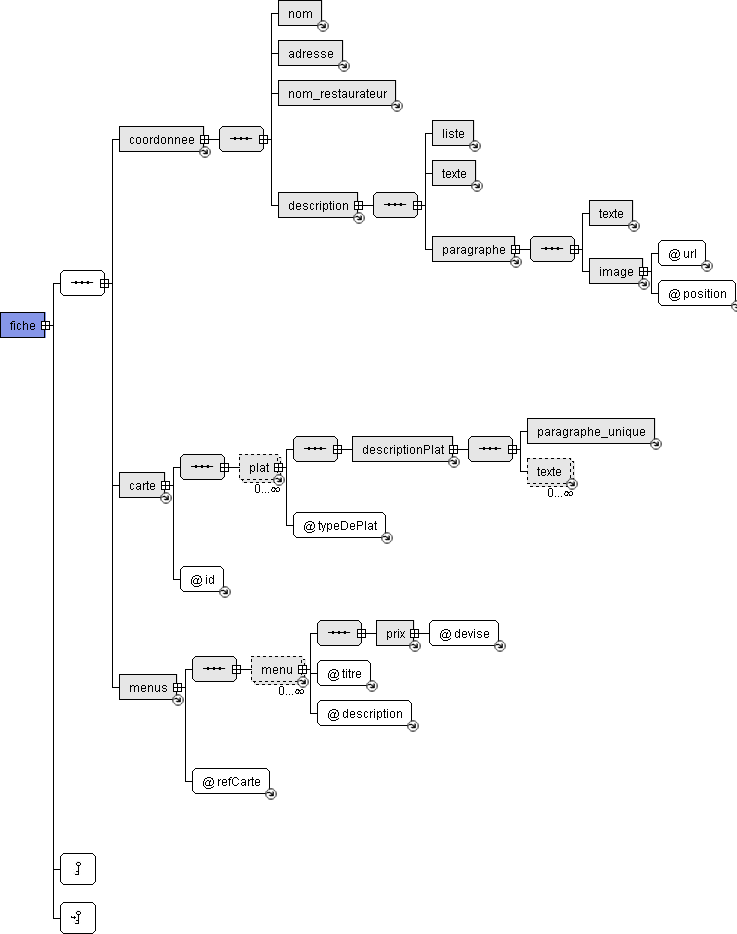 nom
adresse
nom_restaurateur
coordonnee
liste
texte
description
texte
paragraphe
@ url
image
@ position
fiche
paragraphe_unique
descriptionPlat
plat
texte
0...∞
0...∞
carte
@ typeDePlat
@ id
prix
@ devise
menu
@ titre
0...∞
menus
@ description
@ refCarte